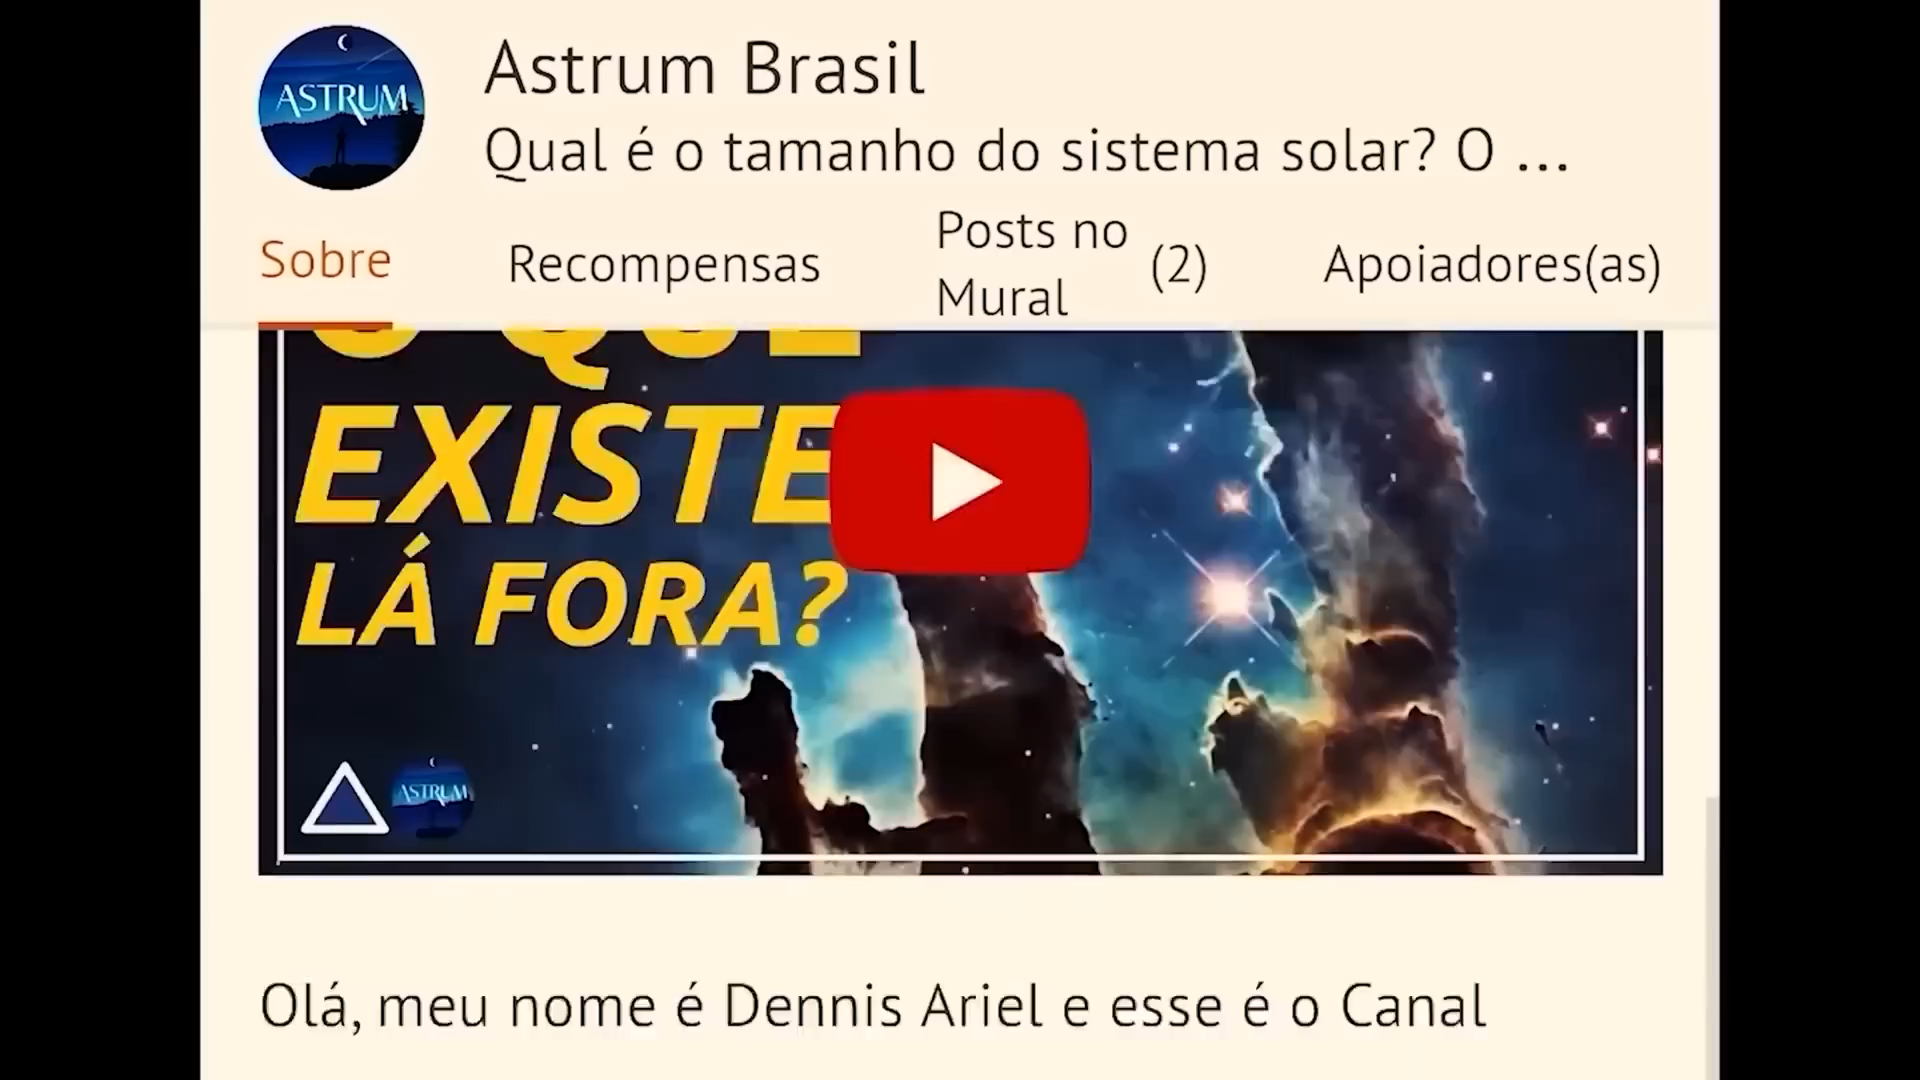 ASTRUM
Astrum Brasil
Qual é o tamanho do sistema solar? O ...
Sobre
Recompensas
Posts no
Mural
(2)
Apoiadores(as)
O QUE
EXISTE
LÁ FORA?
ASTRUM
Olá, meu nome é Dennis Ariel e esse é o Canal